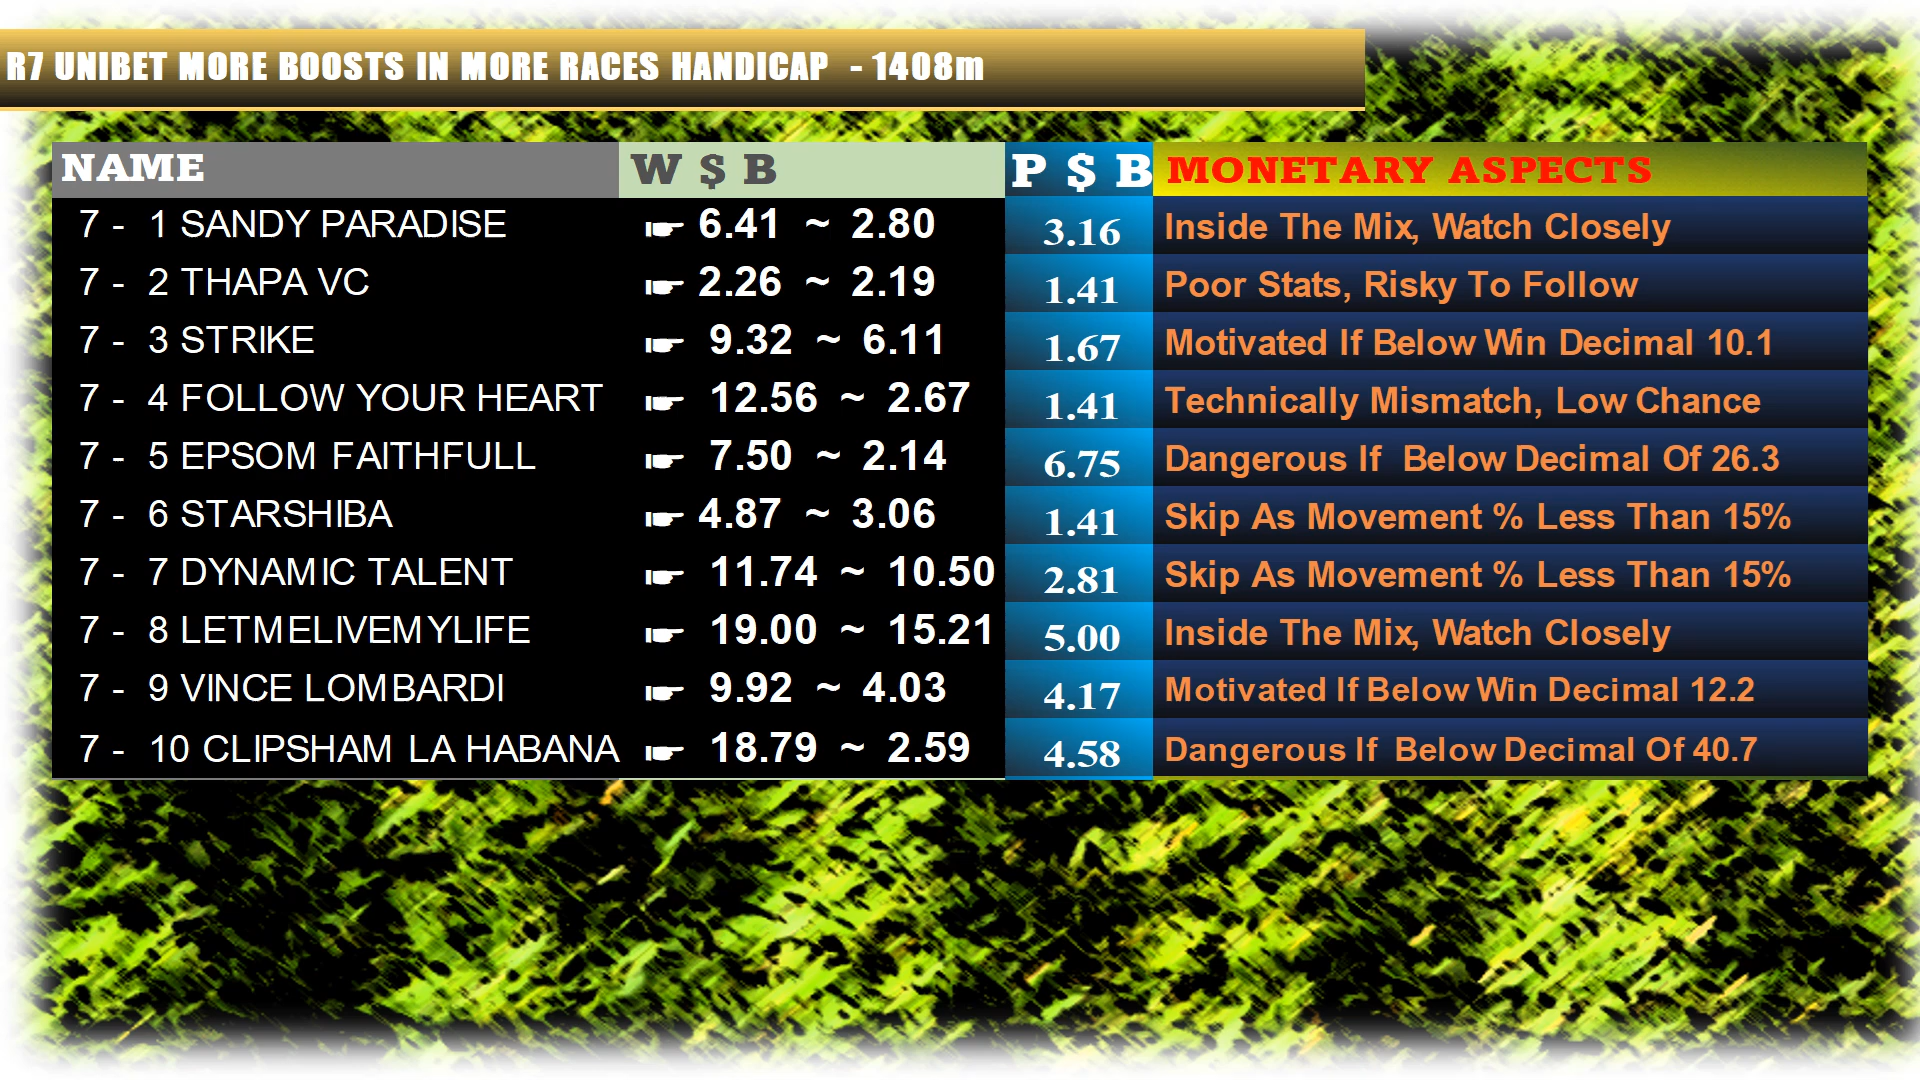 R7 UNIBET MORE BOOSTS IN MORE RACES HANDICAP - 1408m
NAME W $ B P $ B MONETARY ASPECTS
7 - 1 SANDY PARADISE ☛ 6.41 ~ 2.80 3.16 Inside The Mix, Watch Closely
7 - 2 THAPA VC ☛ 2.26 ~ 2.19 1.41 Poor Stats, Risky To Follow
7 - 3 STRIKE ☛ 9.32 ~ 6.11 1.67 Motivated If Below Win Decimal 10.1
7 - 4 FOLLOW YOUR HEART ☛ 12.56 ~ 2.67 1.41 Technically Mismatch, Low Chance
7 - 5 EPSOM FAITHFULL ☛ 7.50 ~ 2.14 6.75 Dangerous If Below Decimal Of 26.3
7 - 6 STARSHIBA ☛ 4.87 ~ 3.06 1.41 Skip As Movement % Less Than 15%
7 - 7 DYNAMIC TALENT ☛ 11.74 ~ 10.50 2.81 Skip As Movement % Less Than 15%
7 - 8 LETMELIVEMYLIFE ☛ 19.00 ~ 15.21 5.00 Inside The Mix, Watch Closely
7 - 9 VINCE LOMBARDI ☛ 9.92 ~ 4.03 4.17 Motivated If Below Win Decimal 12.2
7 - 10 CLIPSHAM LA HABANA ☛ 18.79 ~ 2.59 4.58 Dangerous If Below Decimal Of 40.7